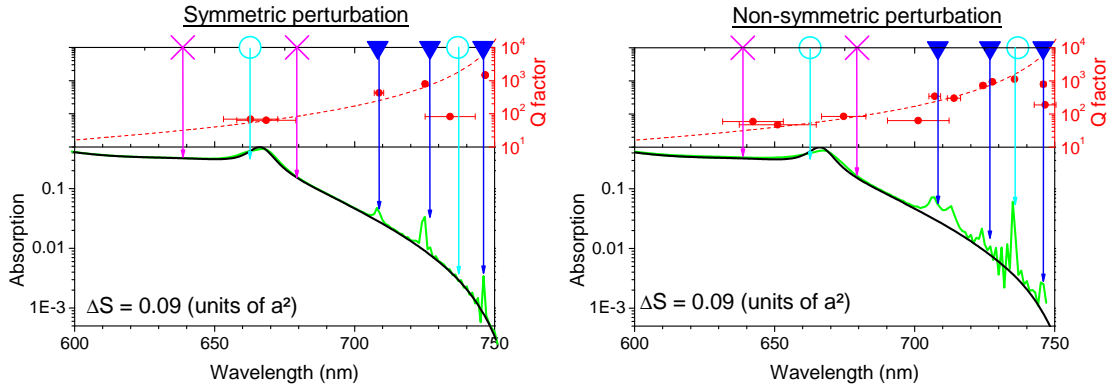 Symmetric perturbation
10⁴
10³
10²
10¹
Q factor
0.1
0.01
1E-3
Absorption
ΔS = 0.09 (units of a²)
600
650
700
750
Wavelength (nm)
Non-symmetric perturbation
10⁴
10³
10²
10¹
Q factor
0.1
0.01
1E-3
Absorption
ΔS = 0.09 (units of a²)
600
650
700
750
Wavelength (nm)